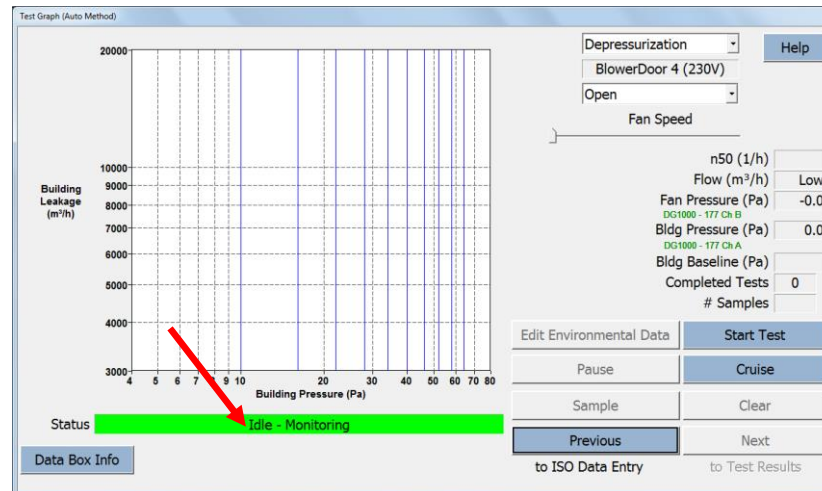 Test Graph (Auto Method)
Depressurization
Help
BlowerDoor 4 (230V)
Open
Fan Speed
20000
10000
9000
8000
7000
6000
5000
4000
3000
Building
Leakage
(m³/h)
4 5 6 7 8 9 10 20 30 40 50 60 70 80
Building Pressure (Pa)
n50 (1/h)
Flow (m³/h) Low
Fan Pressure (Pa) -0.0
DG1000 - 177 Ch B
Bldg Pressure (Pa) 0.0
DG1000 - 177 Ch A
Bldg Baseline (Pa)
Completed Tests 0
# Samples
Edit Environmental Data Start Test
Pause Cruise
Sample Clear
Status Idle - Monitoring
Previous Next
Data Box Info
to ISO Data Entry to Test Results